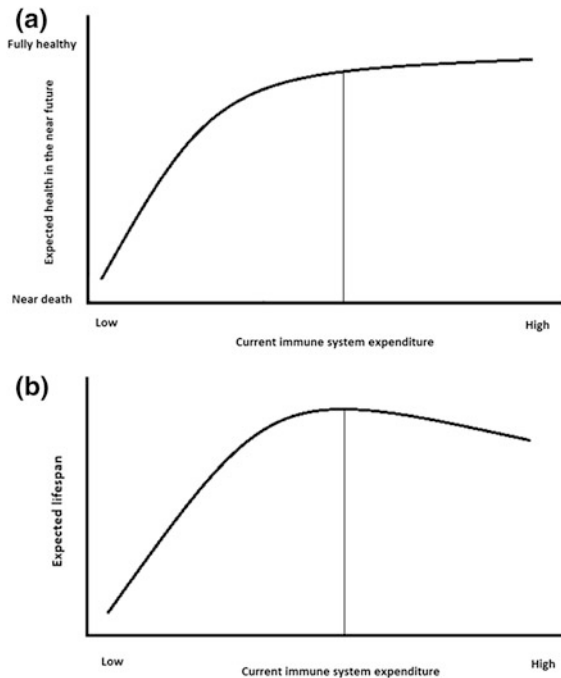 (a)
Fully healthy
Expected health in the near future
Near death
Low
High
Current immune system expenditure
(b)
Expected lifespan
Low
High
Current immune system expenditure